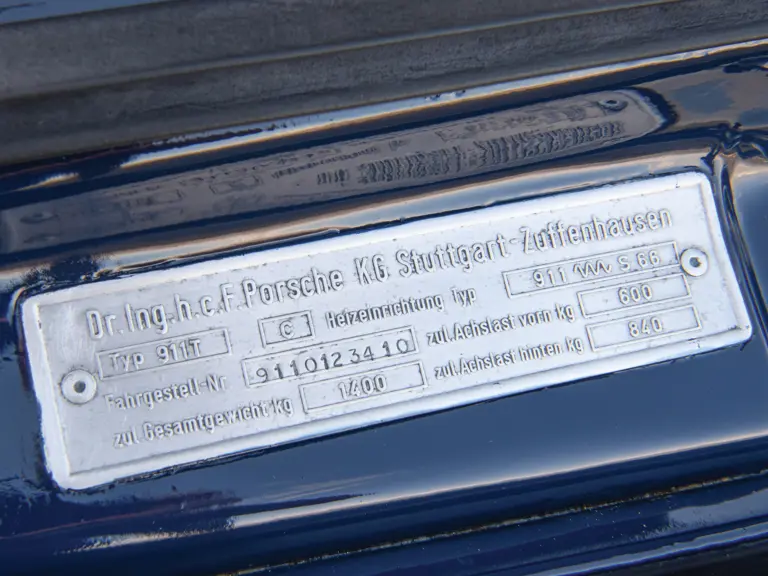 Dr.Ing.h.c.F.Porsche KG Stuttgart-Zuffenhausen
Typ 911T C Heizeinrichtung Typ 911 S 66
Fahrgestell-Nr 9110123410 zul.Achslast vorn kg 600
zul.Gesamtgewicht kg 1400 zul.Achslast hinten kg 840